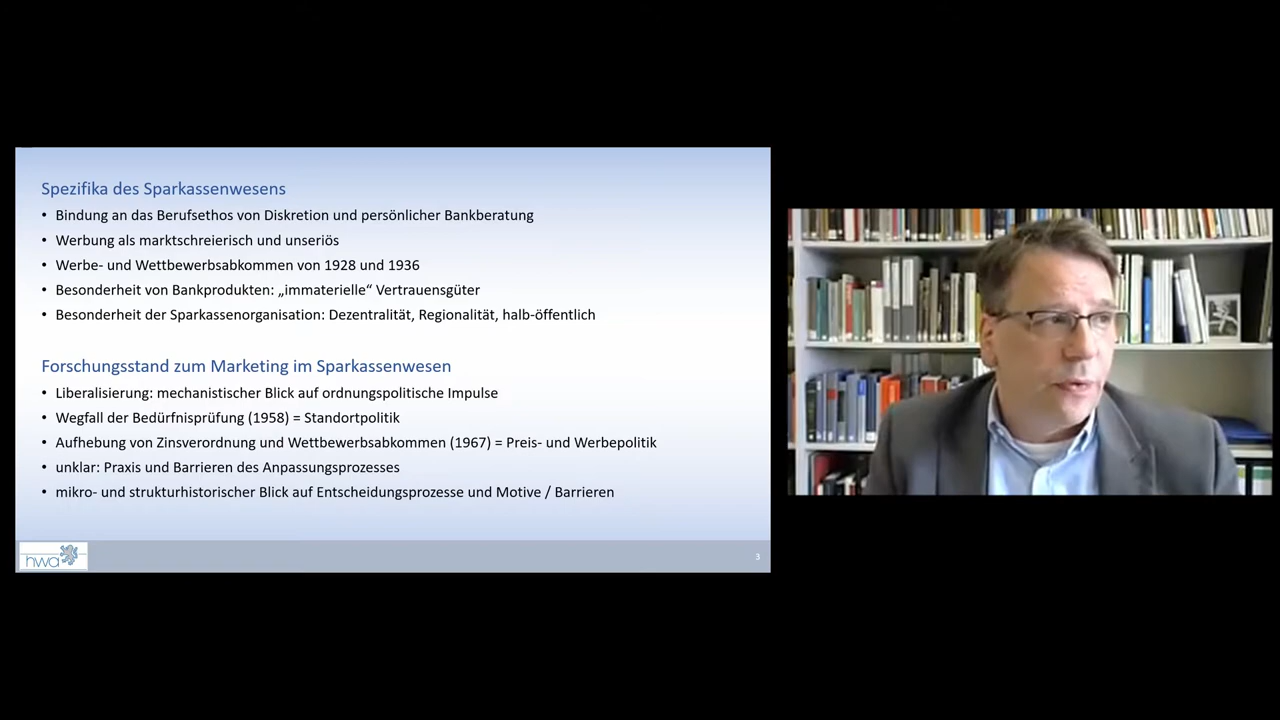 Spezifika des Sparkassenwesens
• Bindung an das Berufsethos von Diskretion und persönlicher Bankberatung
• Werbung als marktschreierisch und unseriös
• Werbe- und Wettbewerbsabkommen von 1928 und 1936
• Besonderheit von Bankprodukten: „immaterielle“ Vertrauensgüter
• Besonderheit der Sparkassenorganisation: Dezentralität, Regionalität, halb-öffentlich
Forschungsstand zum Marketing im Sparkassenwesen
• Liberalisierung: mechanistischer Blick auf ordnungspolitische Impulse
• Wegfall der Bedürfnisprüfung (1958) = Standortpolitik
• Aufhebung von Zinsverordnung und Wettbewerbsabkommen (1967) = Preis- und Werbepolitik
• unklar: Praxis und Barrieren des Anpassungsprozesses
• mikro- und strukturhistorischer Blick auf Entscheidungsprozesse und Motive / Barrieren
hwa
3